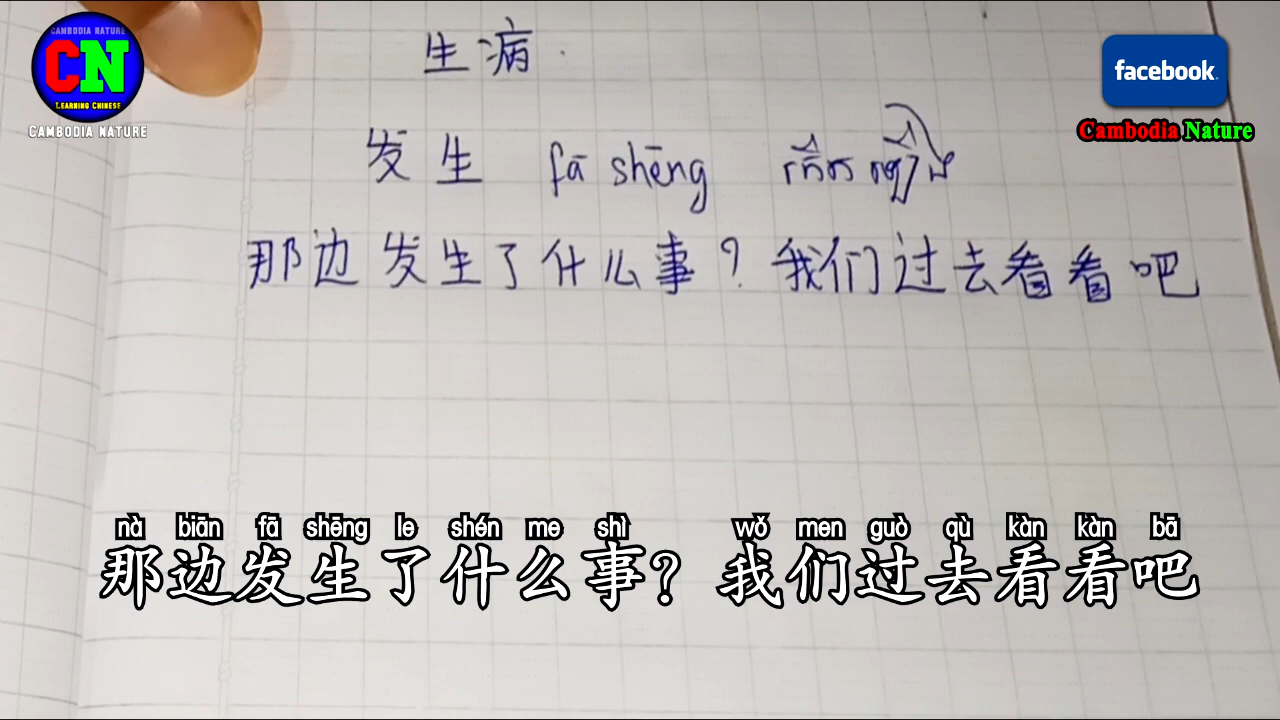 CAMBODIA NATURE
CN
LEARNING CHINESE
CAMBODIA NATURE
facebook
Cambodia Nature
生病.
发生 fā shēng កើតឡើង
那边发生了什么事？我们过去看看吧
nà biān fā shēng le shén me shì wǒ men guò qù kàn kàn bā
那边发生了什么事？我们过去看看吧